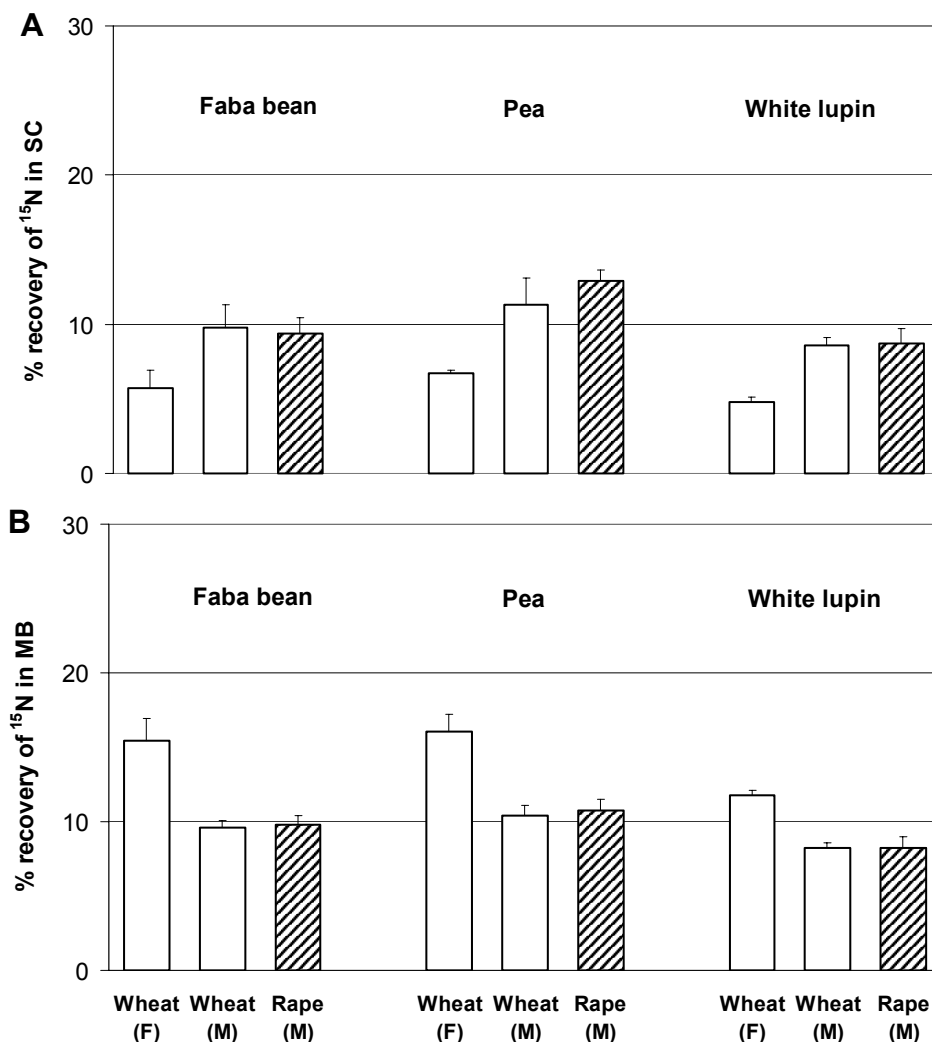 A
30
Faba bean
Pea
White lupin
20
% recovery of ¹⁵N in SC
10
0
B
30
Faba bean
Pea
White lupin
20
% recovery of ¹⁵N in MB
10
0
Wheat Wheat Rape Wheat Wheat Rape Wheat Wheat Rape
(F) (M) (M) (F) (M) (M) (F) (M) (M)